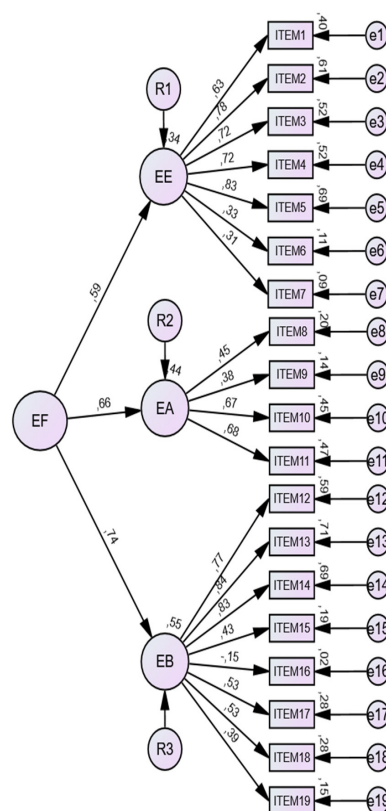 ,40
ITEM1
e1
,61
ITEM2
e2
,52
ITEM3
e3
,52
ITEM4
e4
,69
ITEM5
e5
,11
ITEM6
e6
,09
ITEM7
e7
,20
ITEM8
e8
,14
ITEM9
e9
,45
ITEM10
e10
,47
ITEM11
e11
,59
ITEM12
e12
,71
ITEM13
e13
,69
ITEM14
e14
,19
ITEM15
e15
,02
ITEM16
e16
,28
ITEM17
e17
,28
ITEM18
e18
,15
ITEM19
e19
R1
,34
EE
,63
,78
,72
,72
,83
,33
,31
R2
,44
EA
,45
,38
,67
,68
EF
,59
,66
,74
,55
EB
R3
,77
,84
,83
,43
-,15
,53
,53
,39